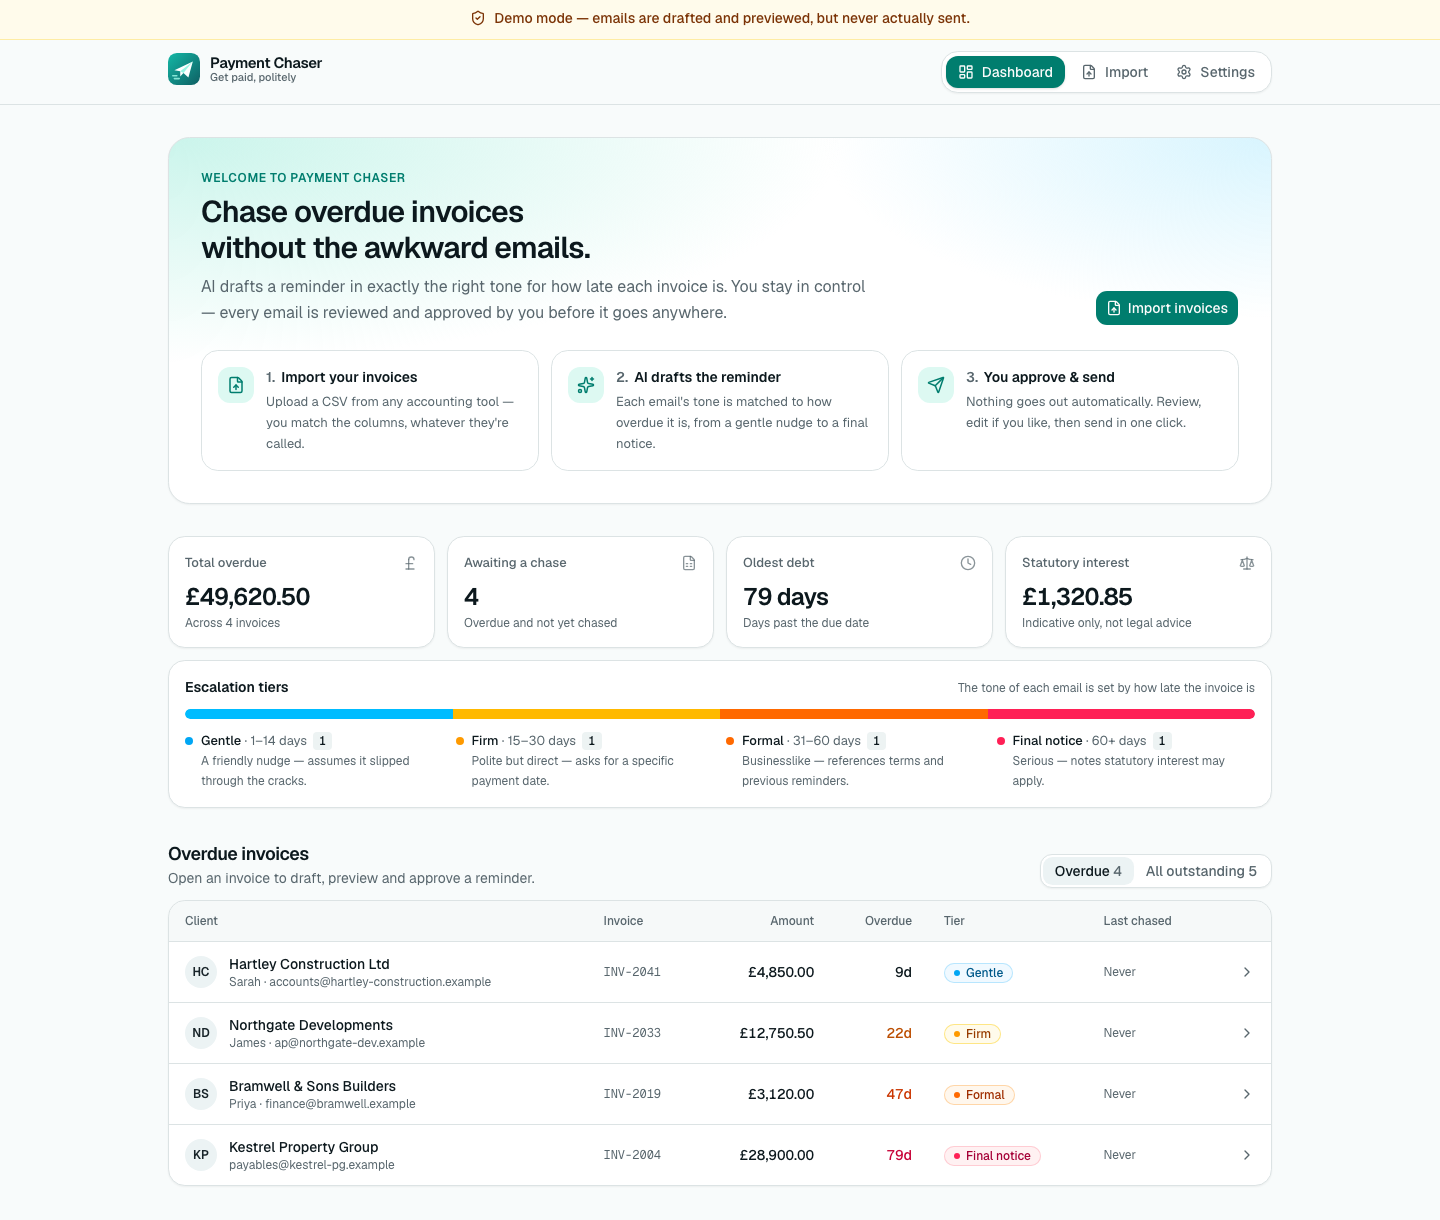 Demo mode — emails are drafted and previewed, but never actually sent.
Payment Chaser
Get paid, politely
Dashboard
Import
Settings
WELCOME TO PAYMENT CHASER
Chase overdue invoices
without the awkward emails.
AI drafts a reminder in exactly the right tone for how late each invoice is. You stay in control
— every email is reviewed and approved by you before it goes anywhere.
Import invoices
1. Import your invoices
Upload a CSV from any accounting tool —
you match the columns, whatever they're
called.
2. AI drafts the reminder
Each email's tone is matched to how
overdue it is, from a gentle nudge to a final
notice.
3. You approve & send
Nothing goes out automatically. Review,
edit if you like, then send in one click.
Total overdue
£49,620.50
Across 4 invoices
Awaiting a chase
4
Overdue and not yet chased
Oldest debt
79 days
Days past the due date
Statutory interest
£1,320.85
Indicative only, not legal advice
Escalation tiers
The tone of each email is set by how late the invoice is
Gentle · 1–14 days 1
A friendly nudge — assumes it slipped
through the cracks.
Firm · 15–30 days 1
Polite but direct — asks for a specific
payment date.
Formal · 31–60 days 1
Businesslike — references terms and
previous reminders.
Final notice · 60+ days 1
Serious — notes statutory interest may
apply.
Overdue invoices
Open an invoice to draft, preview and approve a reminder.
Overdue 4
All outstanding 5
Client Invoice Amount Overdue Tier Last chased
HC Hartley Construction Ltd INV-2041 £4,850.00 9d Gentle Never
Sarah · accounts@hartley-construction.example
ND Northgate Developments INV-2033 £12,750.50 22d Firm Never
James · ap@northgate-dev.example
BS Bramwell & Sons Builders INV-2019 £3,120.00 47d Formal Never
Priya · finance@bramwell.example
KP Kestrel Property Group INV-2004 £28,900.00 79d Final notice Never
payables@kestrel-pg.example